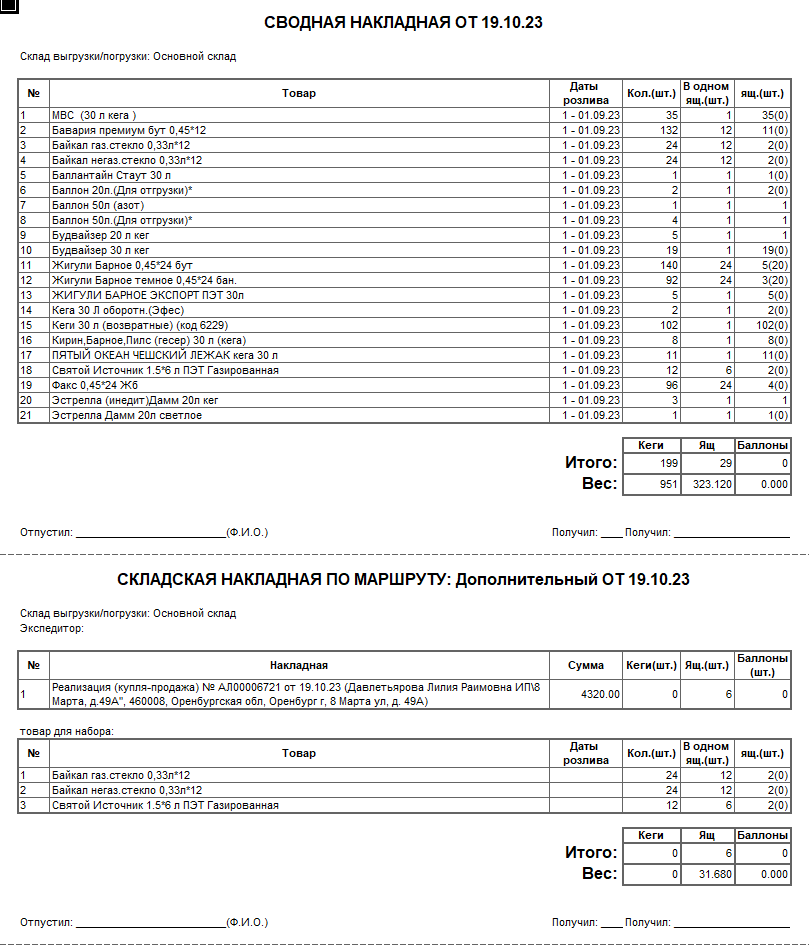 СВОДНАЯ НАКЛАДНАЯ ОТ 19.10.23
Склад выгрузки/погрузки: Основной склад
№ Товар Даты розлива Кол.(шт.) В одном ящ.(шт.) ящ.(шт.)
1 МВС (30 л кега ) 1 - 01.09.23 35 1 35(0)
2 Бавария премиум бут 0,45*12 1 - 01.09.23 132 12 11(0)
3 Байкал газ.стекло 0,33л*12 1 - 01.09.23 24 12 2(0)
4 Байкал негаз.стекло 0,33л*12 1 - 01.09.23 24 12 2(0)
5 Баллантайн Стаут 30 л 1 - 01.09.23 1 1 1(0)
6 Баллон 20л.(Для отгрузки)* 1 - 01.09.23 2 1 2(0)
7 Баллон 50л (азот) 1 - 01.09.23 1 1 1
8 Баллон 50л.(Для отгрузки)* 1 - 01.09.23 4 1 1
9 Будвайзер 20 л кег 1 - 01.09.23 5 1 1
10 Будвайзер 30 л кег 1 - 01.09.23 19 1 19(0)
11 Жигули Барное 0,45*24 бут 1 - 01.09.23 140 24 5(20)
12 Жигули Барное темное 0,45*24 бан. 1 - 01.09.23 92 24 3(20)
13 ЖИГУЛИ БАРНОЕ ЭКСПОРТ ПЭТ 30л 1 - 01.09.23 5 1 5(0)
14 Кега 30 Л оборотн.(Эфес) 1 - 01.09.23 2 1 2(0)
15 Кеги 30 л (возвратные) (код 6229) 1 - 01.09.23 102 1 102(0)
16 Кирин,Барное,Пилс (гесер) 30 л (кега) 1 - 01.09.23 8 1 8(0)
17 ПЯТЫЙ ОКЕАН ЧЕШСКИЙ ЛЕЖАК кега 30 л 1 - 01.09.23 11 1 11(0)
18 Святой Источник 1.5*6 л ПЭТ Газированная 1 - 01.09.23 12 6 2(0)
19 Факс 0,45*24 Жб 1 - 01.09.23 96 24 4(0)
20 Эстрелла (инедит)Дамм 20л кег 1 - 01.09.23 3 1 1
21 Эстрелла Дамм 20л светлое 1 - 01.09.23 1 1 1(0)
Кеги Ящ Баллоны
Итого: 199 29 0
Вес: 951 323.120 0.000
Отпустил: ________________________(Ф.И.О.) Получил: ____ Получил: ____________________
СКЛАДСКАЯ НАКЛАДНАЯ ПО МАРШРУТУ: Дополнительный ОТ 19.10.23
Склад выгрузки/погрузки: Основной склад
Экспедитор:
№ Накладная Сумма Кеги(шт.) Ящ.(шт.) Баллоны (шт.)
1 Реализация (купля-продажа) № АЛ00006721 от 19.10.23 (Давлетьярова Лилия Раимовна ИП\8 4320.00 0 6 0
Марта, д.49А", 460008, Оренбургская обл, Оренбург г, 8 Марта ул, д. 49А)
товар для набора:
№ Товар Даты розлива Кол.(шт.) В одном ящ.(шт.) ящ.(шт.)
1 Байкал газ.стекло 0,33л*12 24 12 2(0)
2 Байкал негаз.стекло 0,33л*12 24 12 2(0)
3 Святой Источник 1.5*6 л ПЭТ Газированная 12 6 2(0)
Кеги Ящ Баллоны
Итого: 0 6 0
Вес: 0 31.680 0.000
Отпустил: ________________________(Ф.И.О.) Получил: ____ Получил: ____________________